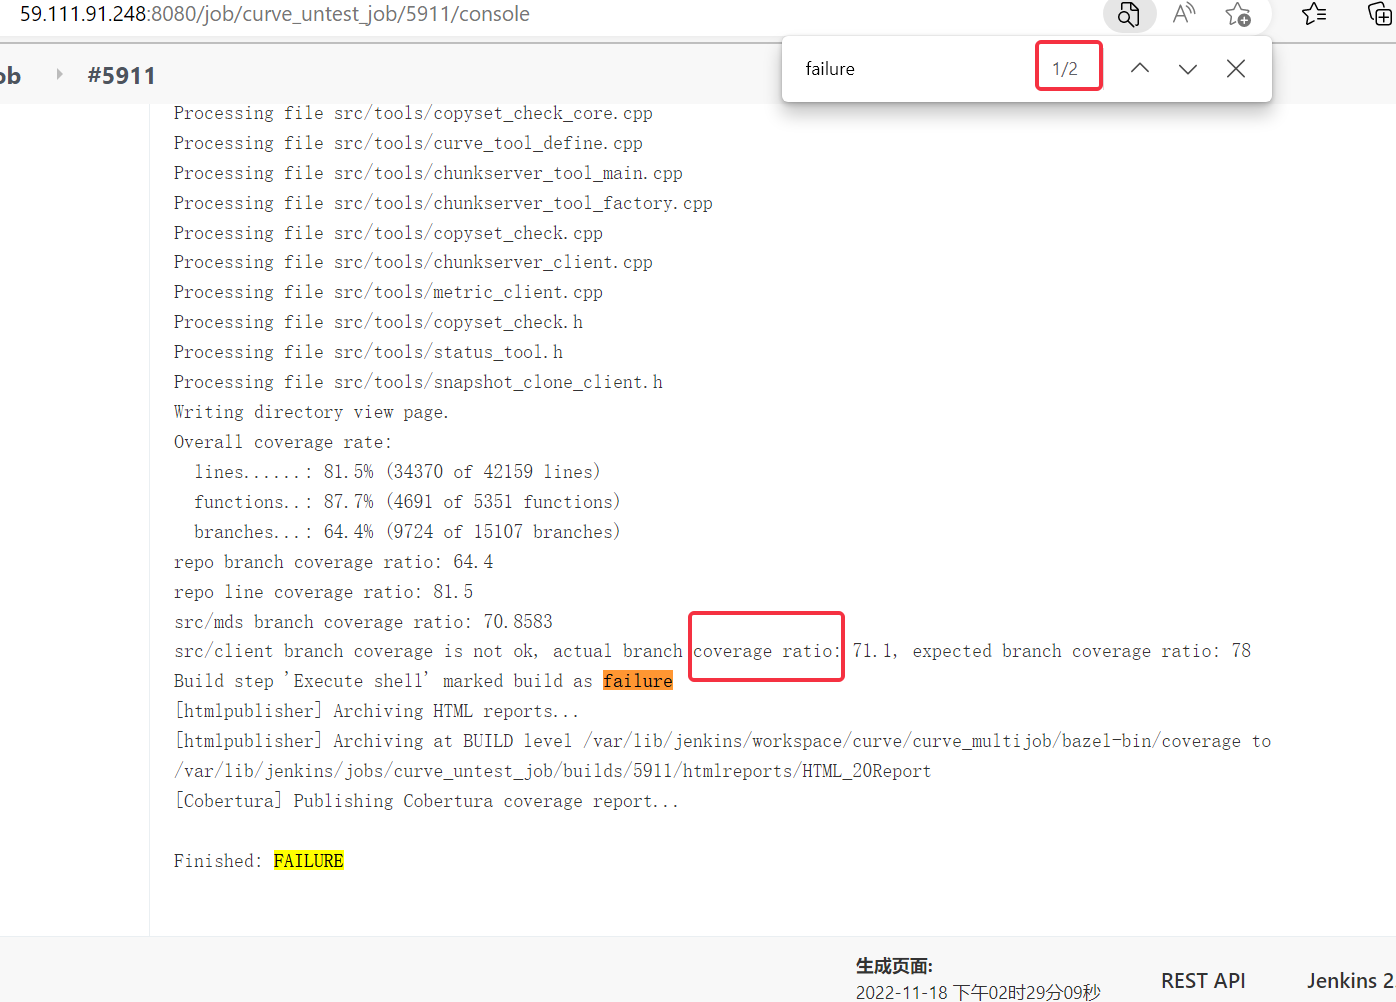 59.111.91.248:8080/job/curve_untest_job/5911/console
failure
1/2
ob
#5911
Processing file src/tools/copyset_check_core.cpp
Processing file src/tools/curve_tool_define.cpp
Processing file src/tools/chunkserver_tool_main.cpp
Processing file src/tools/chunkserver_tool_factory.cpp
Processing file src/tools/copyset_check.cpp
Processing file src/tools/chunkserver_client.cpp
Processing file src/tools/metric_client.cpp
Processing file src/tools/copyset_check.h
Processing file src/tools/status_tool.h
Processing file src/tools/snapshot_clone_client.h
Writing directory view page.
Overall coverage rate:
  lines......: 81.5% (34370 of 42159 lines)
  functions..: 87.7% (4691 of 5351 functions)
  branches...: 64.4% (9724 of 15107 branches)
repo branch coverage ratio: 64.4
repo line coverage ratio: 81.5
src/mds branch coverage ratio: 70.8583
src/client branch coverage is not ok, actual branch coverage ratio: 71.1, expected branch coverage ratio: 78
Build step 'Execute shell' marked build as failure
[htmlpublisher] Archiving HTML reports...
[htmlpublisher] Archiving at BUILD level /var/lib/jenkins/workspace/curve/curve_multijob/bazel-bin/coverage to
/var/lib/jenkins/jobs/curve_untest_job/builds/5911/htmlreports/HTML_20Report
[Cobertura] Publishing Cobertura coverage report...
Finished: FAILURE
生成页面:
2022-11-18 下午02时29分09秒
REST API
Jenkins 2